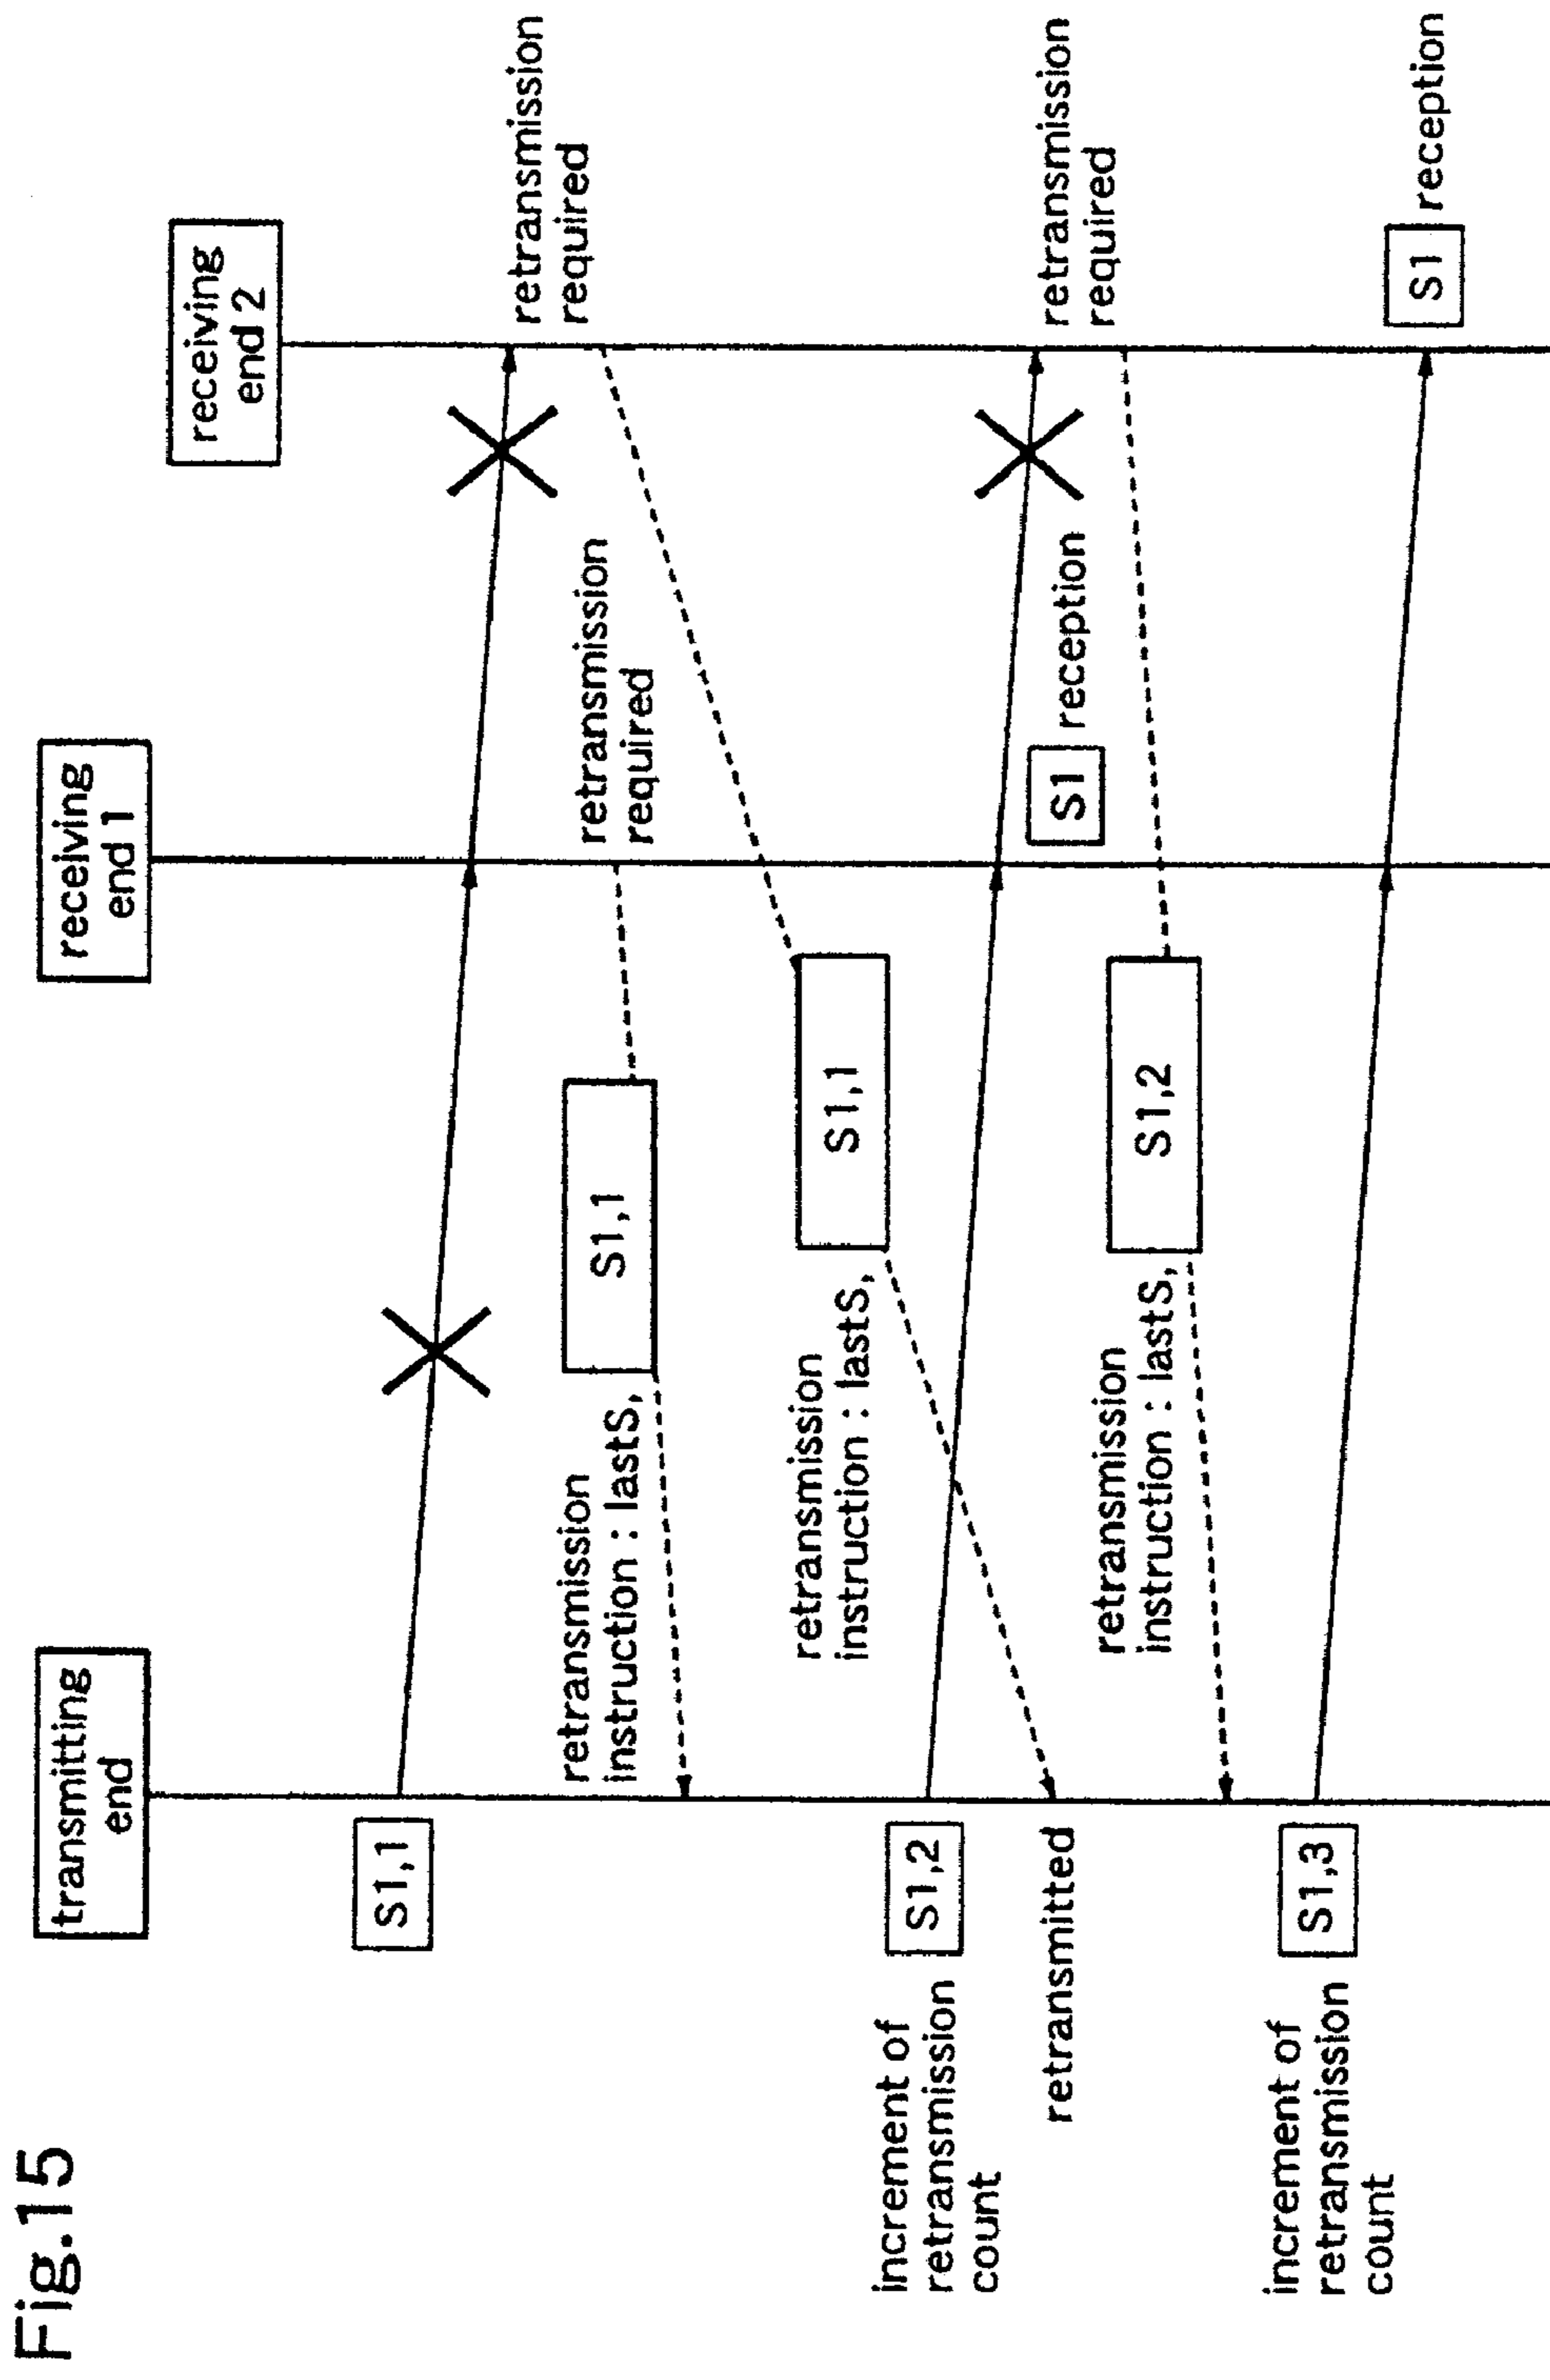 Fig.15
transmitting
end
receiving
end 1
receiving
end 2
S1,1
retransmission
required
retransmission
required
retransmission
instruction : lastS,
S1,1
retransmission
instruction : lastS,
S1,1
increment of
retransmission
count
S1,2
S1 reception
retransmission
required
retransmitted
retransmission
instruction : lastS,
S1,2
increment of
retransmission
count
S1,3
S1 reception